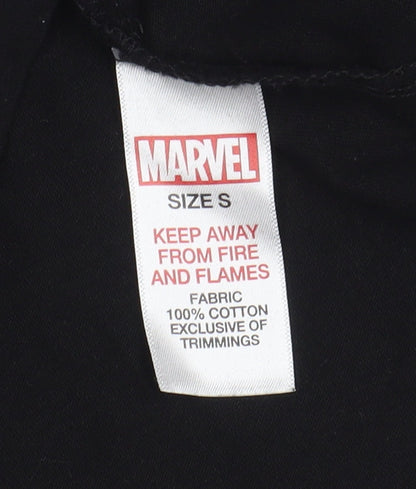 MARVEL
SIZE S
KEEP AWAY
FROM FIRE
AND FLAMES
FABRIC
100% COTTON
EXCLUSIVE OF
TRIMMINGS